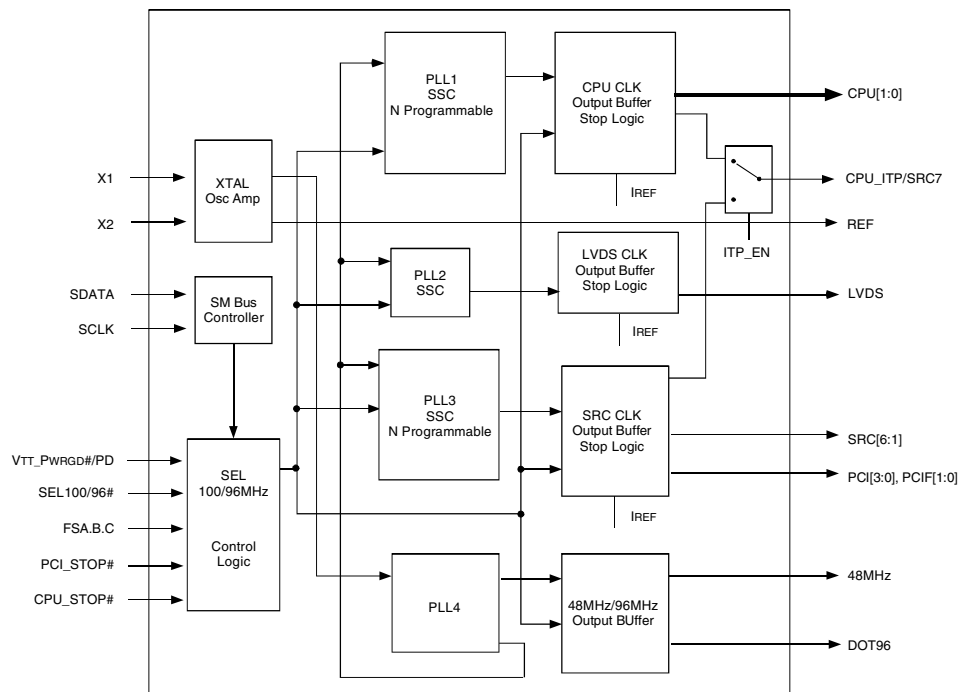 PLL1
SSC
N Programmable
CPU CLK
Output Buffer
Stop Logic
CPU[1:0]
X1
XTAL
Osc Amp
IREF
CPU_ITP/SRC7
X2
REF
ITP_EN
LVDS CLK
Output Buffer
Stop Logic
PLL2
SSC
SDATA
SM Bus
Controller
LVDS
SCLK
IREF
PLL3
SSC
N Programmable
SRC CLK
Output Buffer
Stop Logic
SRC[6:1]
VTT_PWRGD#/PD
SEL
100/96MHz
PCI[3:0], PCIF[1:0]
SEL100/96#
IREF
FSA.B.C
Control
Logic
PCI_STOP#
48MHz
CPU_STOP#
PLL4
48MHz/96MHz
Output BUffer
DOT96